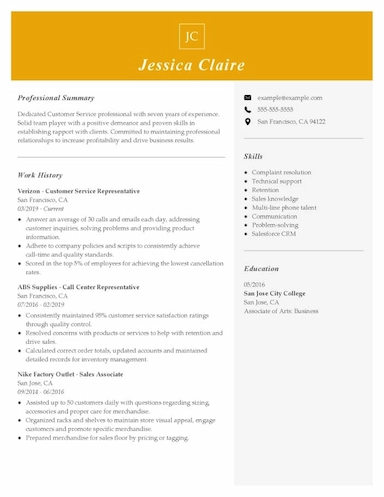 JC
Jessica Claire
Professional Summary
Dedicated Customer Service professional with seven years of experience.
Solid team player with a positive demeanor and proven skills in
establishing rapport with clients. Committed to maintaining professional
relationships to increase profitability and drive business results.
Work History
Verizon - Customer Service Representative
San Francisco, CA
03/2019 - Current
Answer an average of 30 calls and emails each day, addressing
customer inquiries, solving problems and providing product
information.
Adhere to company policies and scripts to consistently achieve
call-time and quality standards.
Scored in the top 5% of employees for achieving the lowest cancellation
rates.
ABS Supplies - Call Center Representative
San Francisco, CA
07/2016 - 02/2019
Consistently maintained 95% customer service satisfaction ratings
through quality control.
Resolved concerns with products or services to help with retention and
drive sales.
Calculated correct order totals, updated accounts and maintained
detailed records for inventory management.
Nike Factory Outlet - Sales Associate
San Jose, CA
09/2014 - 06/2016
Assisted up to 50 customers daily with questions regarding sizing,
accessories and proper care for merchandise.
Organized racks and shelves to maintain store visual appeal, engage
customers and promote specific merchandise.
Prepared merchandise for sales floor by pricing or tagging.
example@example.com
555-555-5555
San Francisco, CA 94122
Skills
Complaint resolution
Technical support
Retention
Sales knowledge
Multi-line phone talent
Communication
Problem-solving
Salesforce CRM
Education
05/2016
San Jose City College
San Jose, CA
Associate of Arts: Business